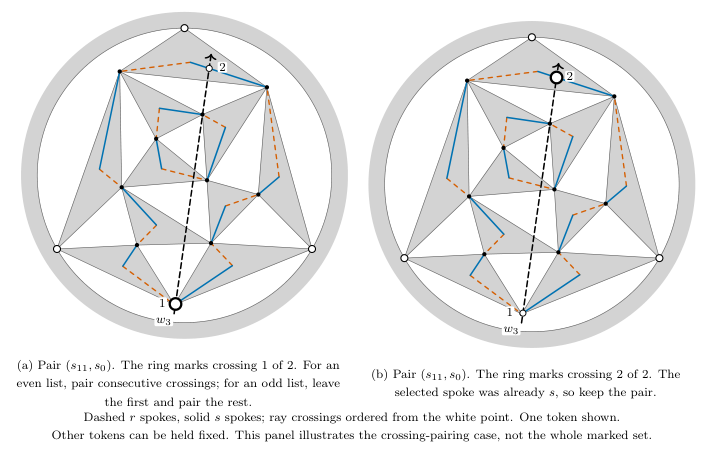 2
1
w₃
2
1
w₃
(a) Pair (s₁₁, s₀). The ring marks crossing 1 of 2. For an
even list, pair consecutive crossings; for an odd list, leave
the first and pair the rest.
(b) Pair (s₁₁, s₀). The ring marks crossing 2 of 2. The
selected spoke was already s, so keep the pair.
Dashed r spokes, solid s spokes; ray crossings ordered from the white point. One token shown.
Other tokens can be held fixed. This panel illustrates the crossing-pairing case, not the whole marked set.